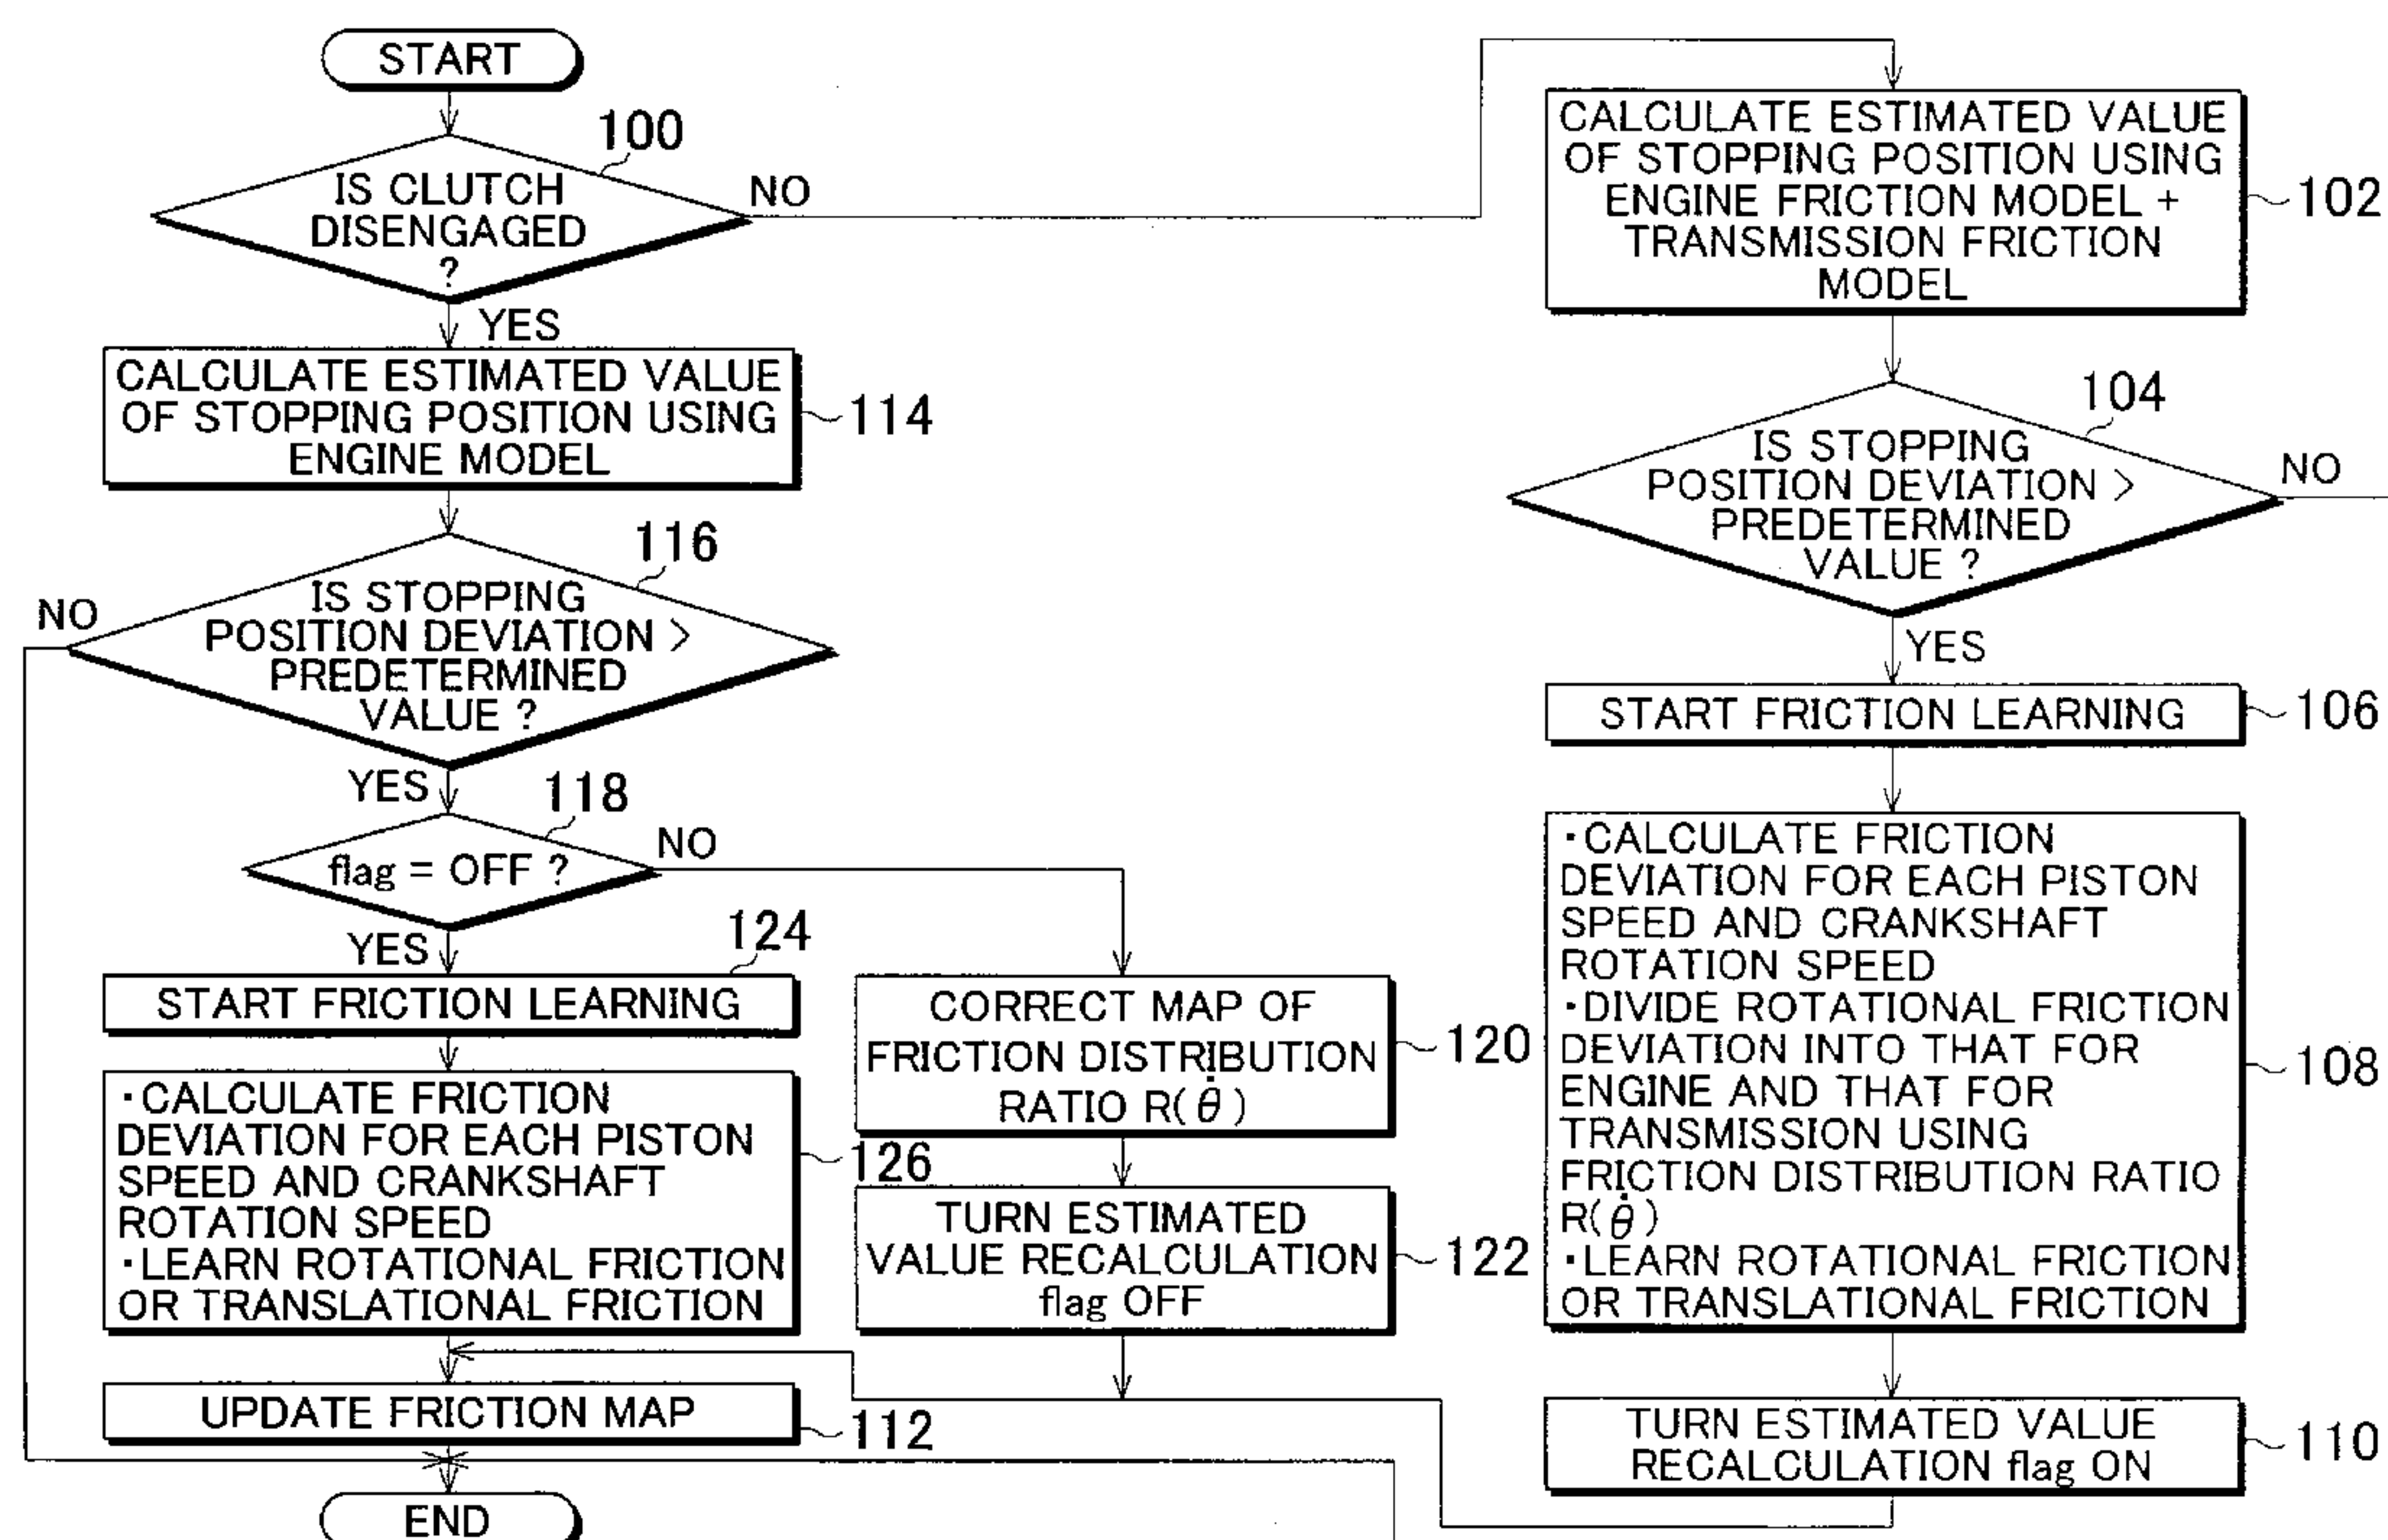 START
100
IS CLUTCH
DISENGAGED
?
NO
YES
CALCULATE ESTIMATED VALUE
OF STOPPING POSITION USING
ENGINE MODEL
114
116
IS STOPPING
POSITION DEVIATION >
PREDETERMINED
VALUE ?
NO
YES
118
flag = OFF ?
NO
YES
124
START FRICTION LEARNING
・CALCULATE FRICTION
DEVIATION FOR EACH PISTON
SPEED AND CRANKSHAFT
ROTATION SPEED
・LEARN ROTATIONAL FRICTION
OR TRANSLATIONAL FRICTION
126
UPDATE FRICTION MAP
112
END
CORRECT MAP OF
FRICTION DISTRIBUTION
RATIO R(θ̇)
120
TURN ESTIMATED
VALUE RECALCULATION
flag OFF
122
CALCULATE ESTIMATED VALUE
OF STOPPING POSITION USING
ENGINE FRICTION MODEL +
TRANSMISSION FRICTION
MODEL
102
104
IS STOPPING
POSITION DEVIATION >
PREDETERMINED
VALUE ?
NO
YES
START FRICTION LEARNING
106
・CALCULATE FRICTION
DEVIATION FOR EACH PISTON
SPEED AND CRANKSHAFT
ROTATION SPEED
・DIVIDE ROTATIONAL FRICTION
DEVIATION INTO THAT FOR
ENGINE AND THAT FOR
TRANSMISSION USING
FRICTION DISTRIBUTION RATIO
R(θ̇)
・LEARN ROTATIONAL FRICTION
OR TRANSLATIONAL FRICTION
108
TURN ESTIMATED VALUE
RECALCULATION flag ON
110